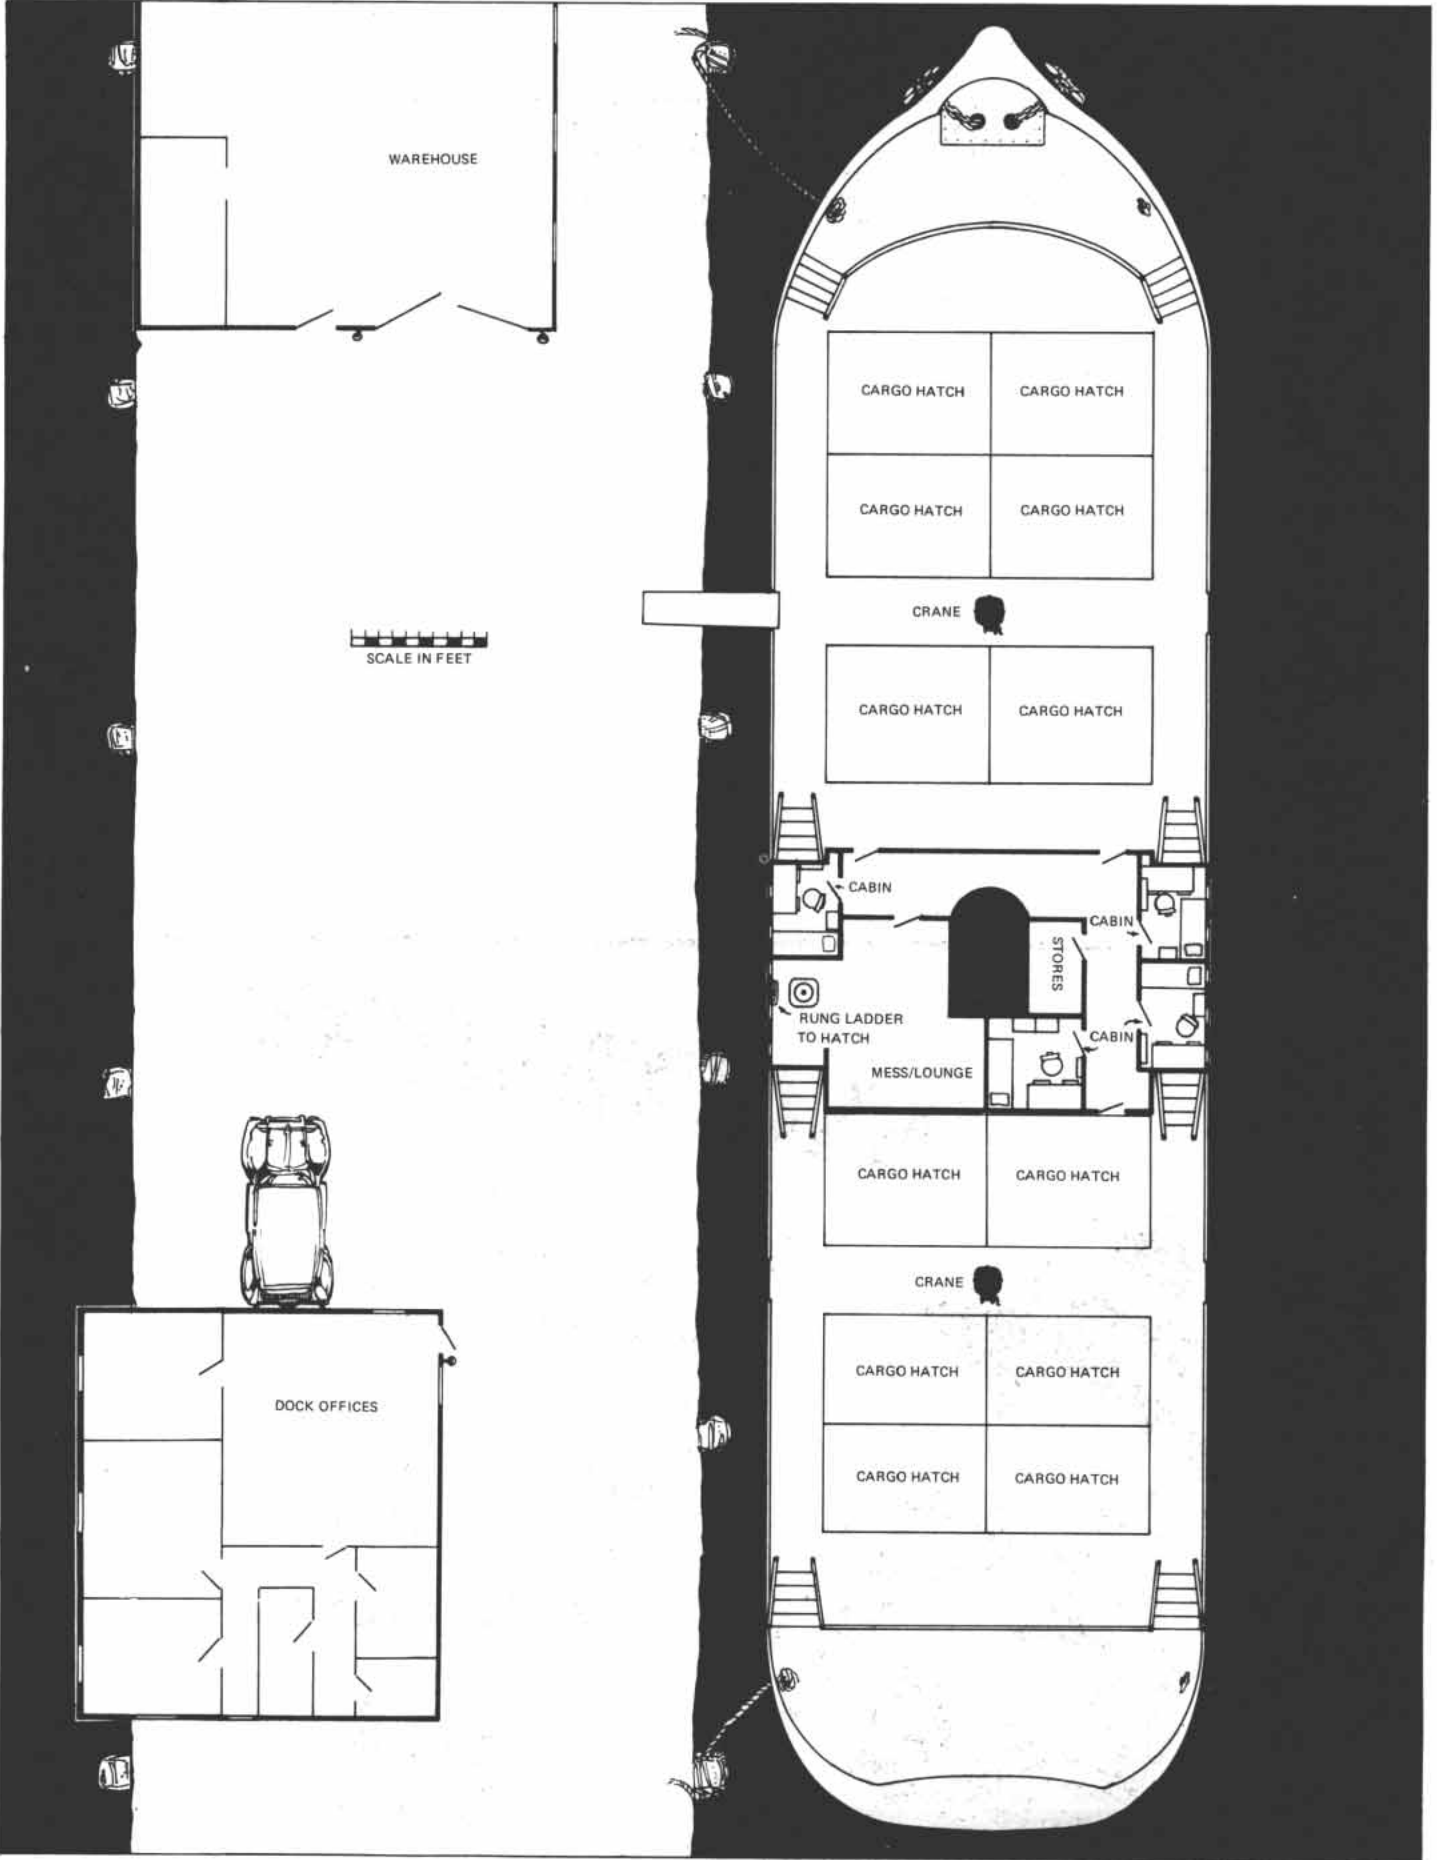 WAREHOUSE
CARGO HATCH
CARGO HATCH
CARGO HATCH
CARGO HATCH
CRANE
SCALE IN FEET
CARGO HATCH
CARGO HATCH
CABIN
CABIN
STORES
RUNG LADDER
TO HATCH
CABIN
MESS/LOUNGE
CARGO HATCH
CARGO HATCH
CRANE
CARGO HATCH
CARGO HATCH
DOCK OFFICES
CARGO HATCH
CARGO HATCH